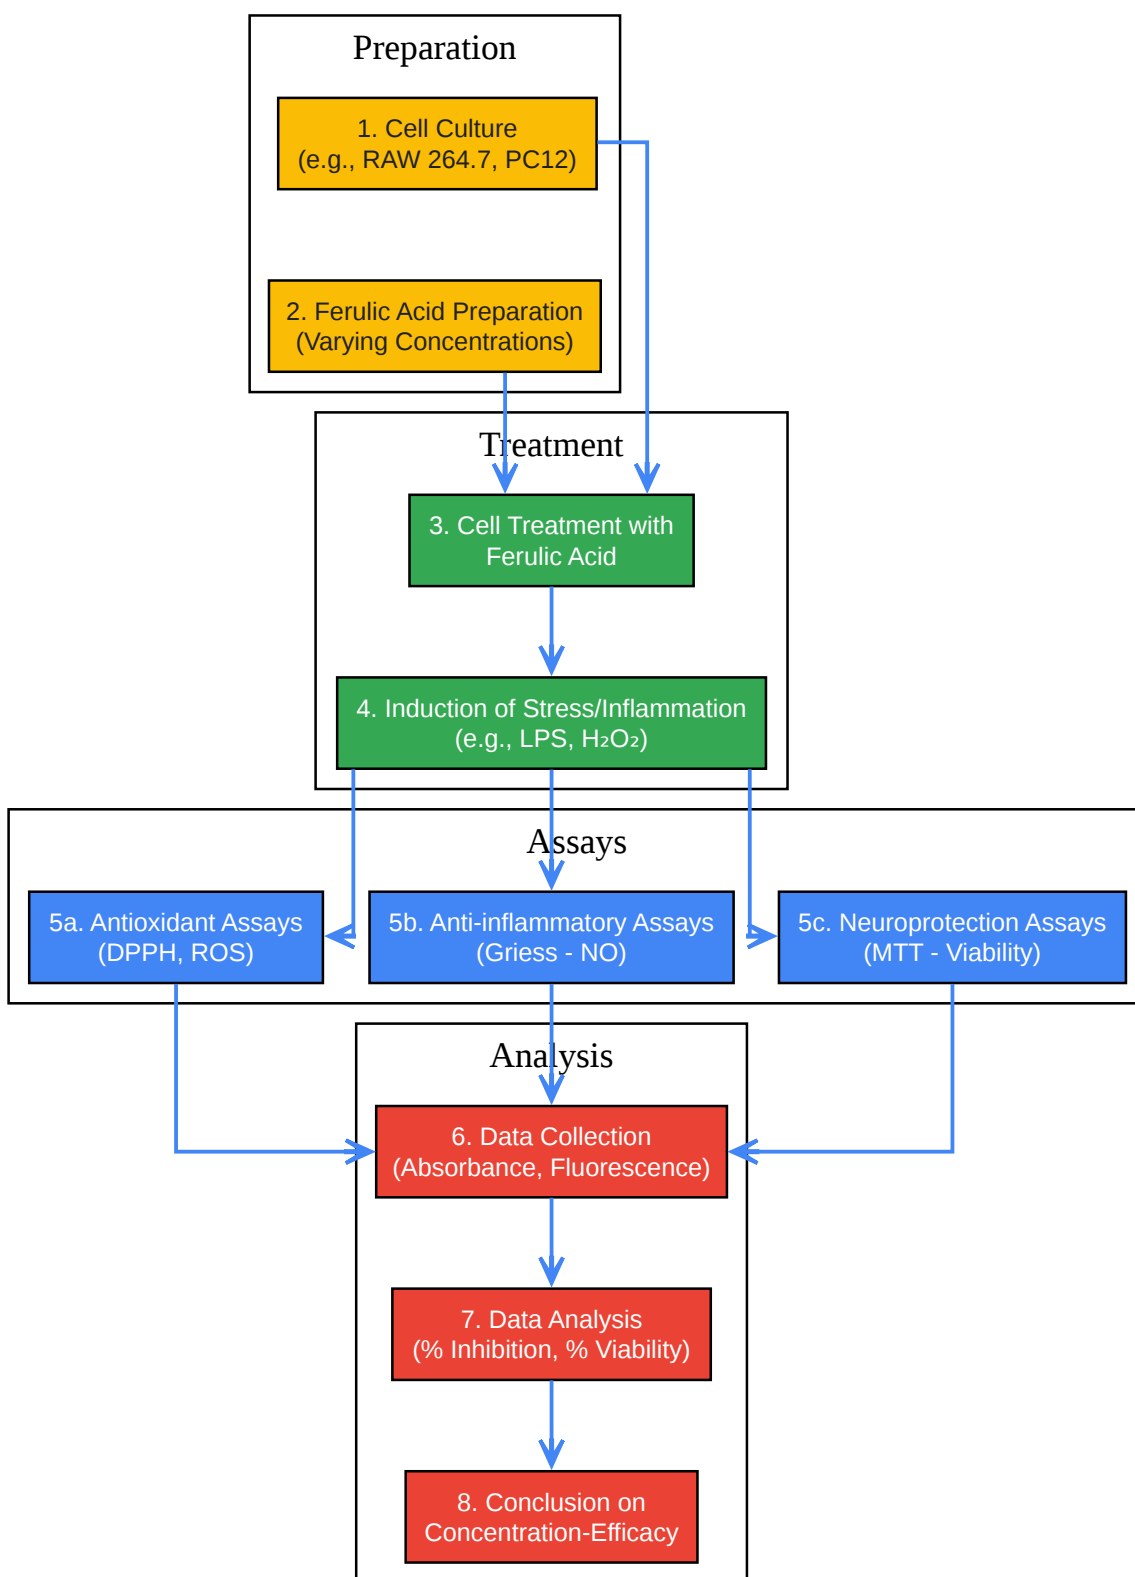 Preparation
1. Cell Culture
(e.g., RAW 264.7, PC12)
2. Ferulic Acid Preparation
(Varying Concentrations)
Treatment
3. Cell Treatment with
Ferulic Acid
4. Induction of Stress/Inflammation
(e.g., LPS, H₂O₂)
Assays
5a. Antioxidant Assays
(DPPH, ROS)
5b. Anti-inflammatory Assays
(Griess - NO)
5c. Neuroprotection Assays
(MTT - Viability)
Analysis
6. Data Collection
(Absorbance, Fluorescence)
7. Data Analysis
(% Inhibition, % Viability)
8. Conclusion on
Concentration-Efficacy